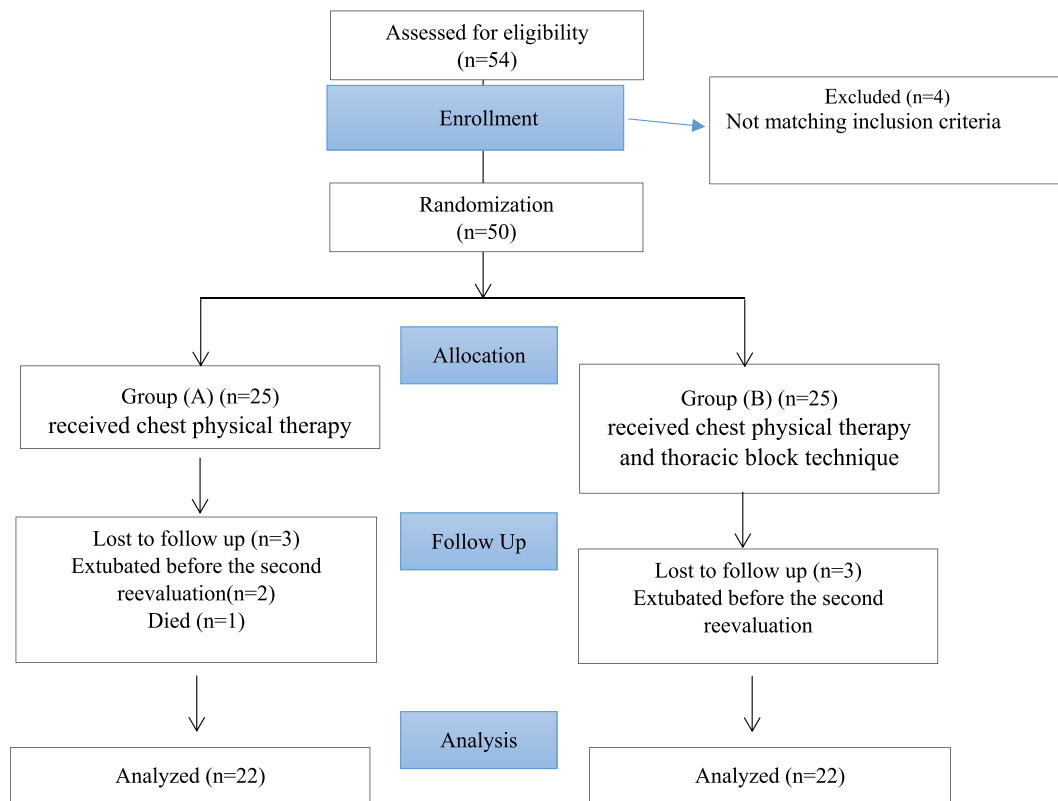 Assessed for eligibility
(n=54)
Enrollment
Excluded (n=4)
Not matching inclusion criteria
Randomization
(n=50)
Allocation
Group (A) (n=25)
received chest physical therapy
Group (B) (n=25)
received chest physical therapy
and thoracic block technique
Follow Up
Lost to follow up (n=3)
Extubated before the second
reevaluation(n=2)
Died (n=1)
Lost to follow up (n=3)
Extubated before the second
reevaluation
Analysis
Analyzed (n=22)
Analyzed (n=22)